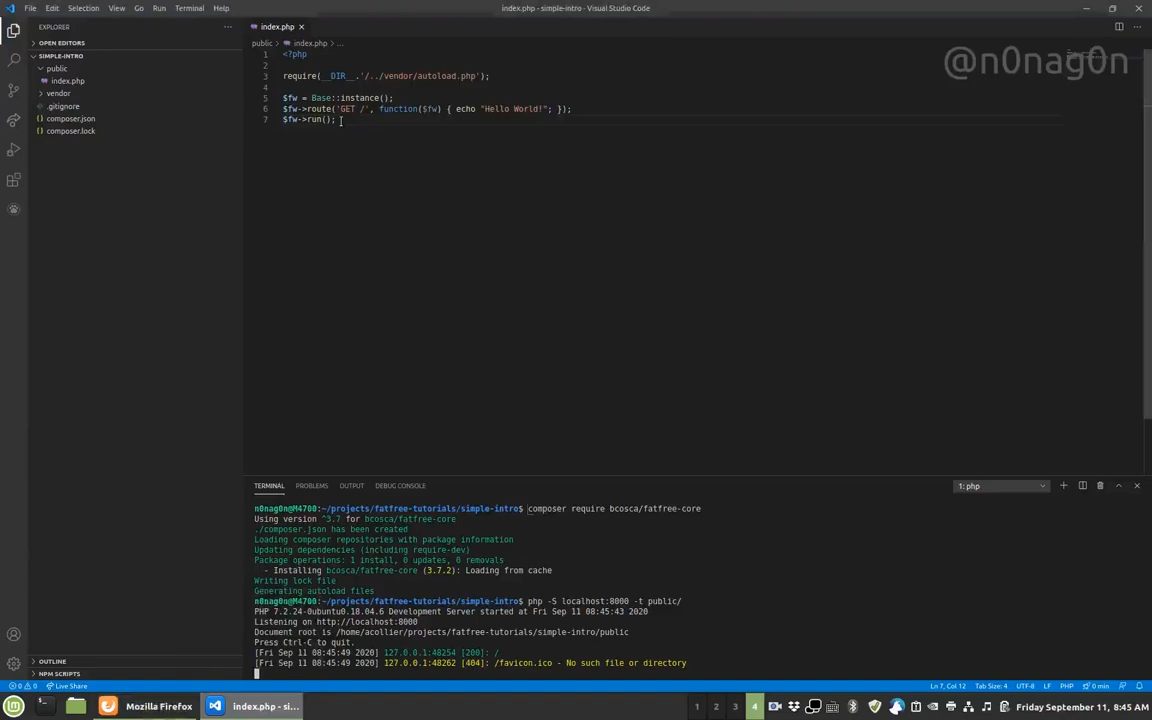 File Edit Selection View Go Run Terminal Help
index.php - simple-intro - Visual Studio Code
EXPLORER
OPEN EDITORS
SIMPLE-INTRO
public
index.php
vendor
.gitignore
composer.json
composer.lock
OUTLINE
NPM SCRIPTS
index.php
public > index.php > ...
@n0nag0n
1 <?php
2
3 require(__DIR__.'/../vendor/autoload.php');
4
5 $fw = Base::instance();
6 $fw->route('GET /', function($fw) { echo "Hello World!"; });
7 $fw->run();
TERMINAL PROBLEMS OUTPUT DEBUG CONSOLE
1: php
n0nag0n@M4700:~/projects/fatfree-tutorials/simple-intro$ composer require bcosca/fatfree-core
Using version ^3.7 for bcosca/fatfree-core
./composer.json has been created
Loading composer repositories with package information
Updating dependencies (including require-dev)
Package operations: 1 install, 0 updates, 0 removals
- Installing bcosca/fatfree-core (3.7.2): Loading from cache
Writing lock file
Generating autoload files
n0nag0n@M4700:~/projects/fatfree-tutorials/simple-intro$ php -S localhost:8000 -t public/
PHP 7.2.24-0ubuntu0.18.04.6 Development Server started at Fri Sep 11 08:45:43 2020
Listening on http://localhost:8000
Document root is /home/acollier/projects/fatfree-tutorials/simple-intro/public
Press Ctrl-C to quit.
[Fri Sep 11 08:45:49 2020] 127.0.0.1:48254 [200]: /
[Fri Sep 11 08:45:49 2020] 127.0.0.1:48262 [404]: /favicon.ico - No such file or directory
0 0 Live Share
Ln 7, Col 12 Tab Size: 4 UTF-8 LF PHP 0 min
Mozilla Firefox
index.php - si...
1 2 3 4
Friday September 11, 8:45 AM